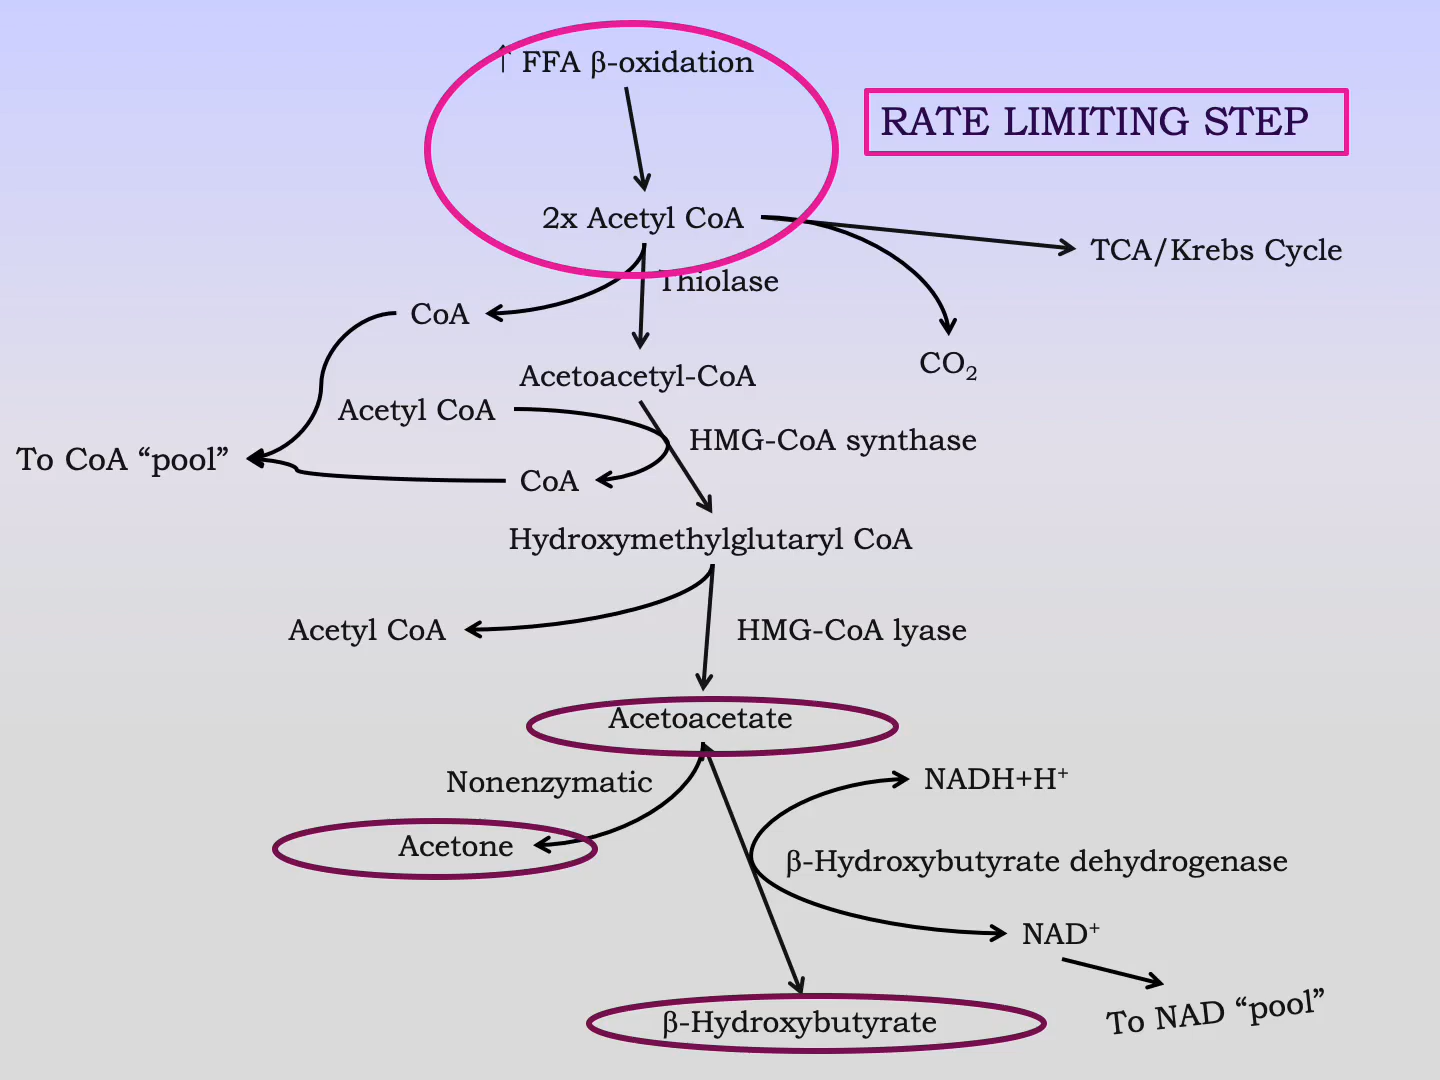 ↑ FFA β-oxidation
RATE LIMITING STEP
2x Acetyl CoA
TCA/Krebs Cycle
Thiolase
CoA
CO₂
Acetoacetyl-CoA
Acetyl CoA
HMG-CoA synthase
To CoA “pool”
CoA
Hydroxymethylglutaryl CoA
Acetyl CoA
HMG-CoA lyase
Acetoacetate
Nonenzymatic
NADH+H⁺
Acetone
β-Hydroxybutyrate dehydrogenase
NAD⁺
To NAD “pool”
β-Hydroxybutyrate